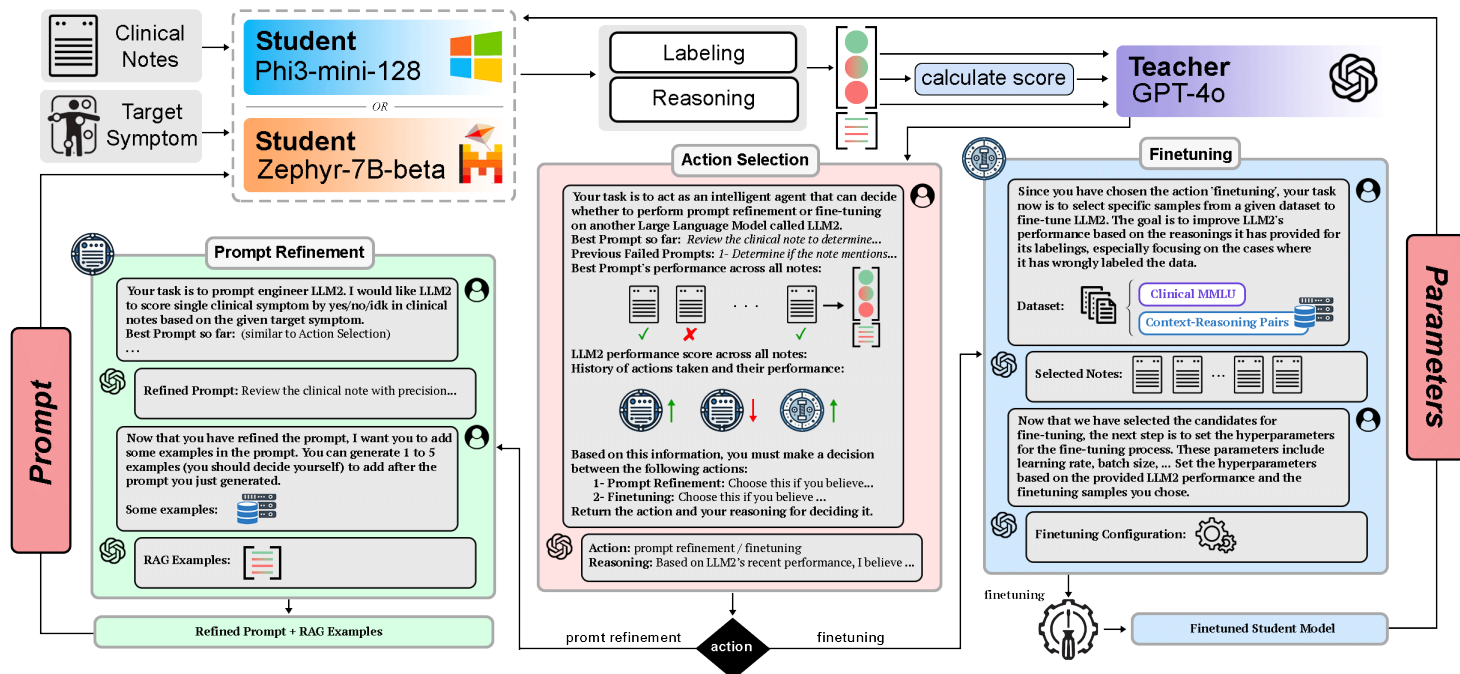 Clinical
Notes
Target
Symptom
Student
Phi3-mini-128
OR
Student
Zephyr-7B-beta
Labeling
Reasoning
calculate score
Teacher
GPT-4o
Prompt
Prompt Refinement
Your task is to prompt engineer LLM2. I would like LLM2
to score single clinical symptom by yes/no/idk in clinical
notes based on the given target symptom.
Best Prompt so far: (similar to Action Selection)
...
Refined Prompt: Review the clinical note with precision...
Now that you have refined the prompt, I want you to add
some examples in the prompt. You can generate 1 to 5
examples (you should decide yourself) to add after the
prompt you just generated.
Some examples:
RAG Examples:
Refined Prompt + RAG Examples
Action Selection
Your task is to act as an intelligent agent that can decide
whether to perform prompt refinement or fine-tuning
on another Large Language Model called LLM2.
Best Prompt so far: Review the clinical note to determine...
Previous Failed Prompts: 1- Determine if the note mentions...
Best Prompt's performance across all notes:
. . .
LLM2 performance score across all notes:
History of actions taken and their performance:
Based on this information, you must make a decision
between the following actions:
1- Prompt Refinement: Choose this if you believe...
2- Finetuning: Choose this if you believe ...
Return the action and your reasoning for deciding it.
Action: prompt refinement / finetuning
Reasoning: Based on LLM2's recent performance, I believe ...
promt refinement
action
finetuning
Finetuning
Since you have chosen the action 'finetuning', your task
now is to select specific samples from a given dataset to
fine-tune LLM2. The goal is to improve LLM2's
performance based on the reasonings it has provided for
its labelings, especially focusing on the cases where
it has wrongly labeled the data.
Dataset:
Clinical MMLU
Context-Reasoning Pairs
Selected Notes:
...
Now that we have selected the candidates for
fine-tuning, the next step is to set the hyperparameters
for the fine-tuning process. These parameters include
learning rate, batch size, ... Set the hyperparameters
based on the provided LLM2 performance and the
finetuning samples you chose.
Finetuning Configuration:
finetuning
Finetuned Student Model
Parameters